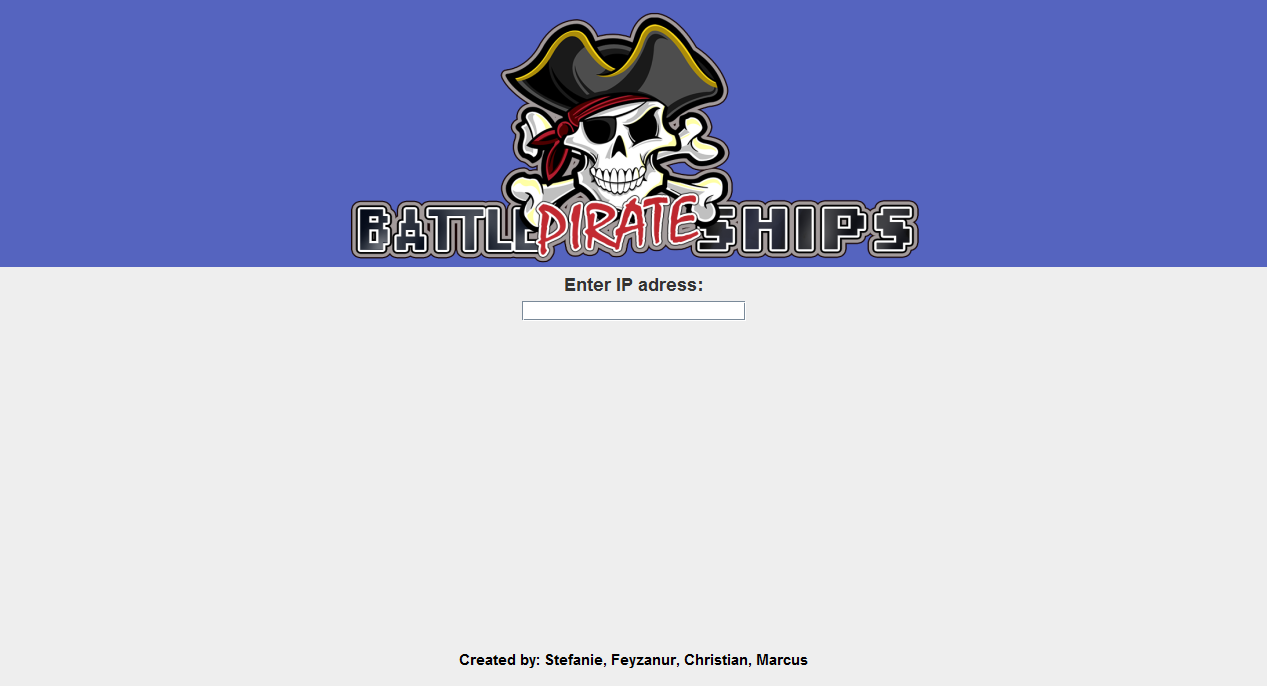 BATTLE PIRATE SHIPS
Enter IP adress:
Created by: Stefanie, Feyzanur, Christian, Marcus